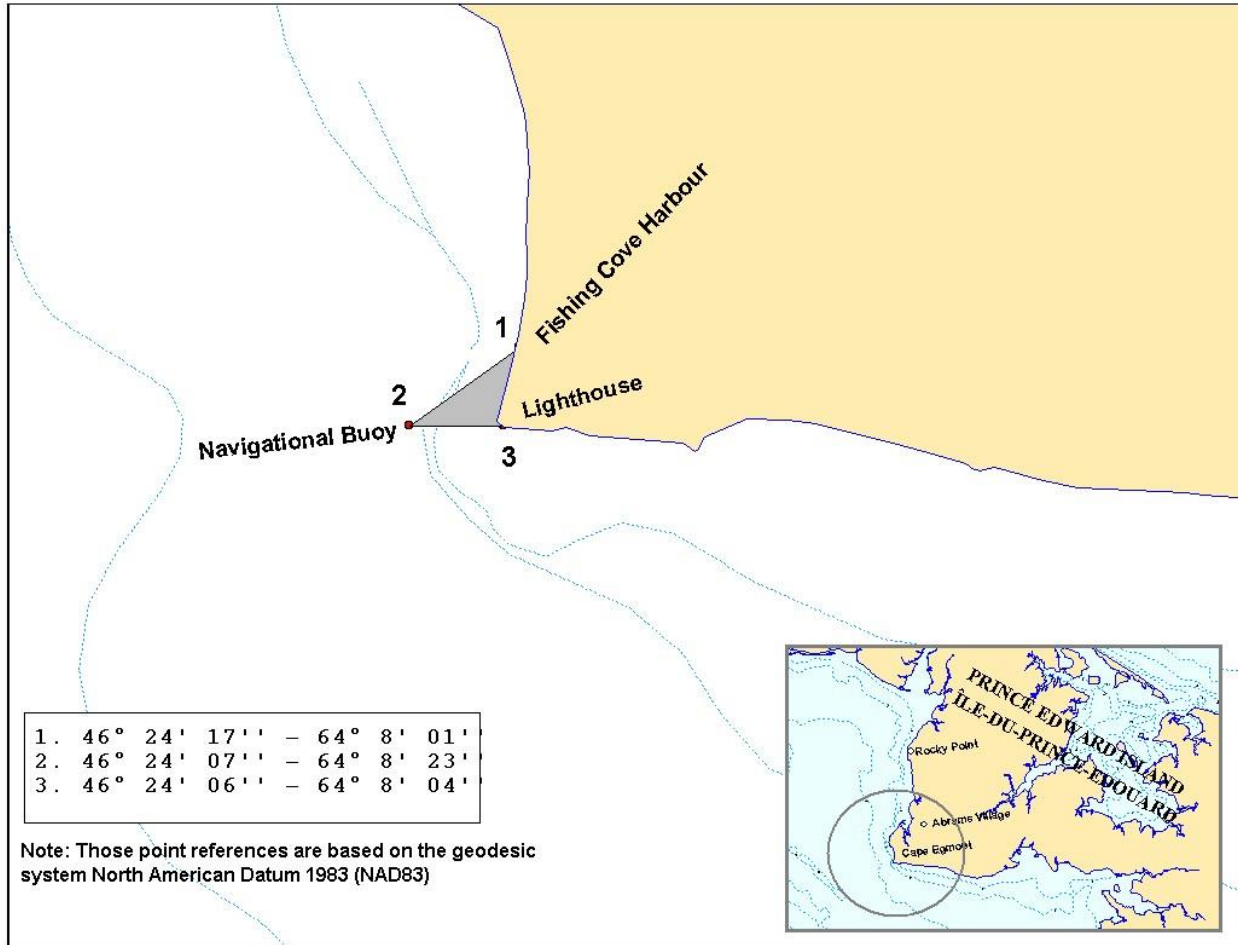 Fishing Cove Harbour
1
Lighthouse
2
Navigational Buoy
3
1. 46° 24' 17'' – 64° 8' 01''
2. 46° 24' 07'' – 64° 8' 23''
3. 46° 24' 06'' – 64° 8' 04''
Note: Those point references are based on the geodesic
system North American Datum 1983 (NAD83)
PRINCE EDWARD ISLAND
ÎLE-DU-PRINCE-EDOUARD
Rocky Point
Abrams Village
Cape Egmont